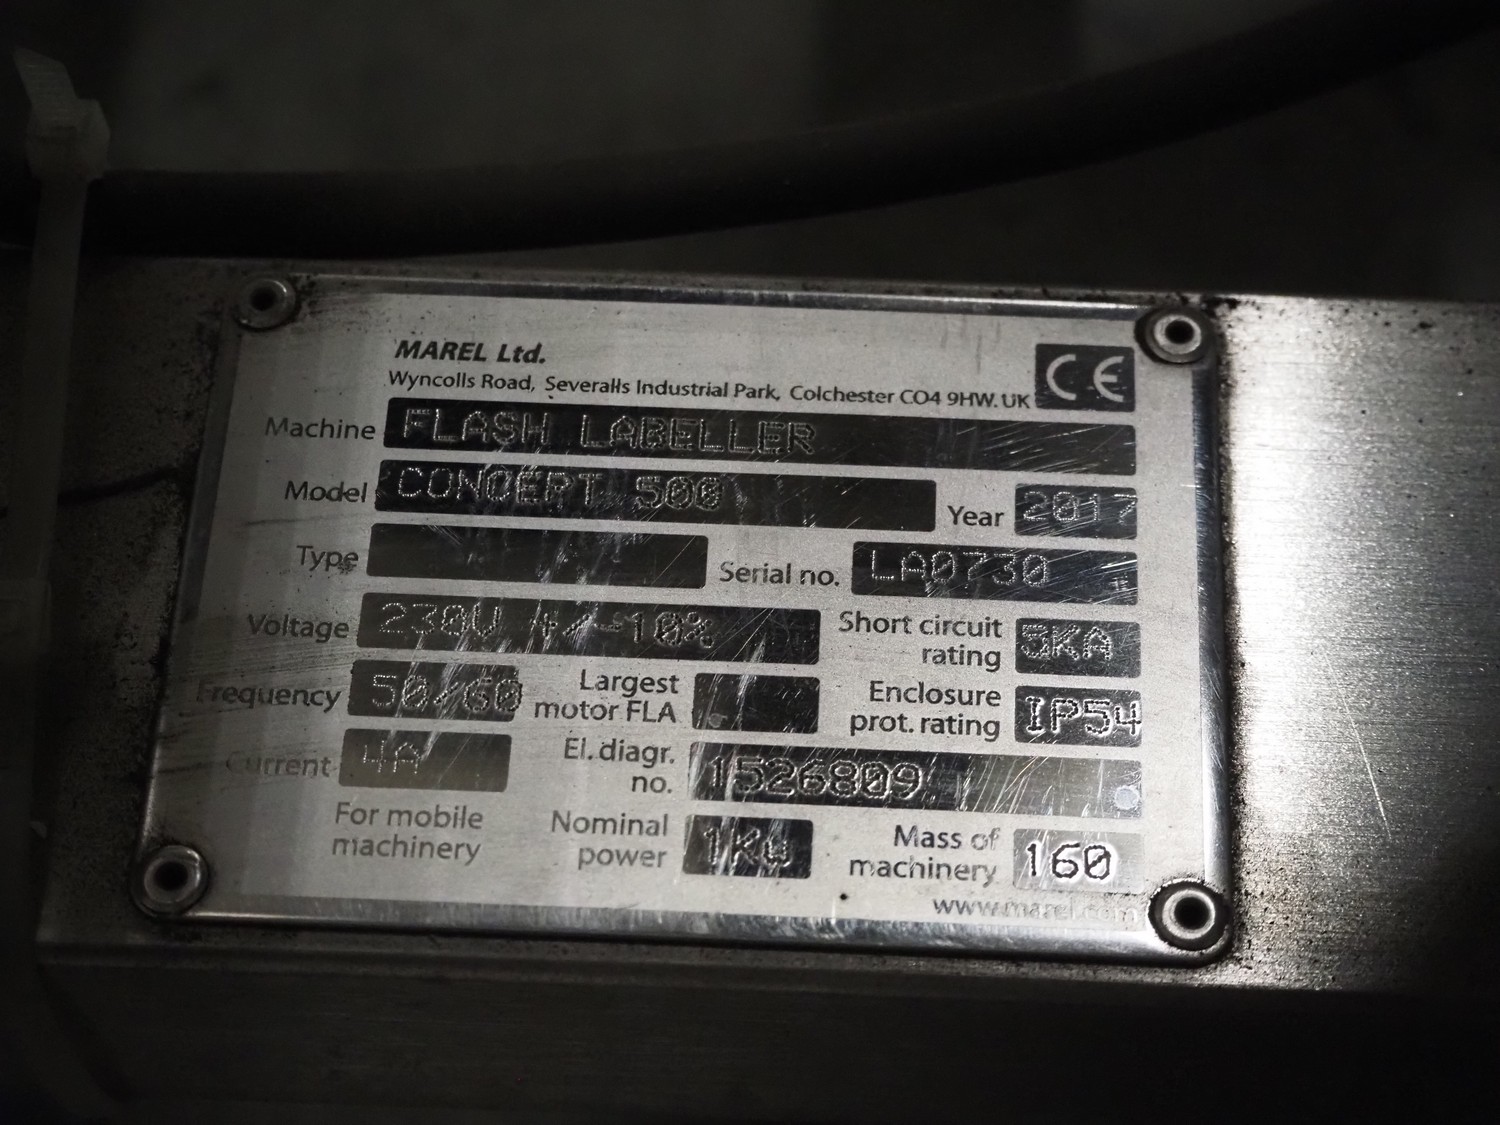 MAREL Ltd.
Wyncolls Road, Severalls Industrial Park, Colchester CO4 9HW. UK
CE
Machine FLASH LABELLER
Model CONCEPT 500 Year 2017
Type Serial no. LA0730
Voltage 230V +/-10% Short circuit rating 5KA
Frequency 50/60 Largest motor FLA Enclosure prot. rating IP54
Current 4A El. diagr. no. 1526809
For mobile machinery Nominal power 1KW Mass of machinery 160
www.marel.com